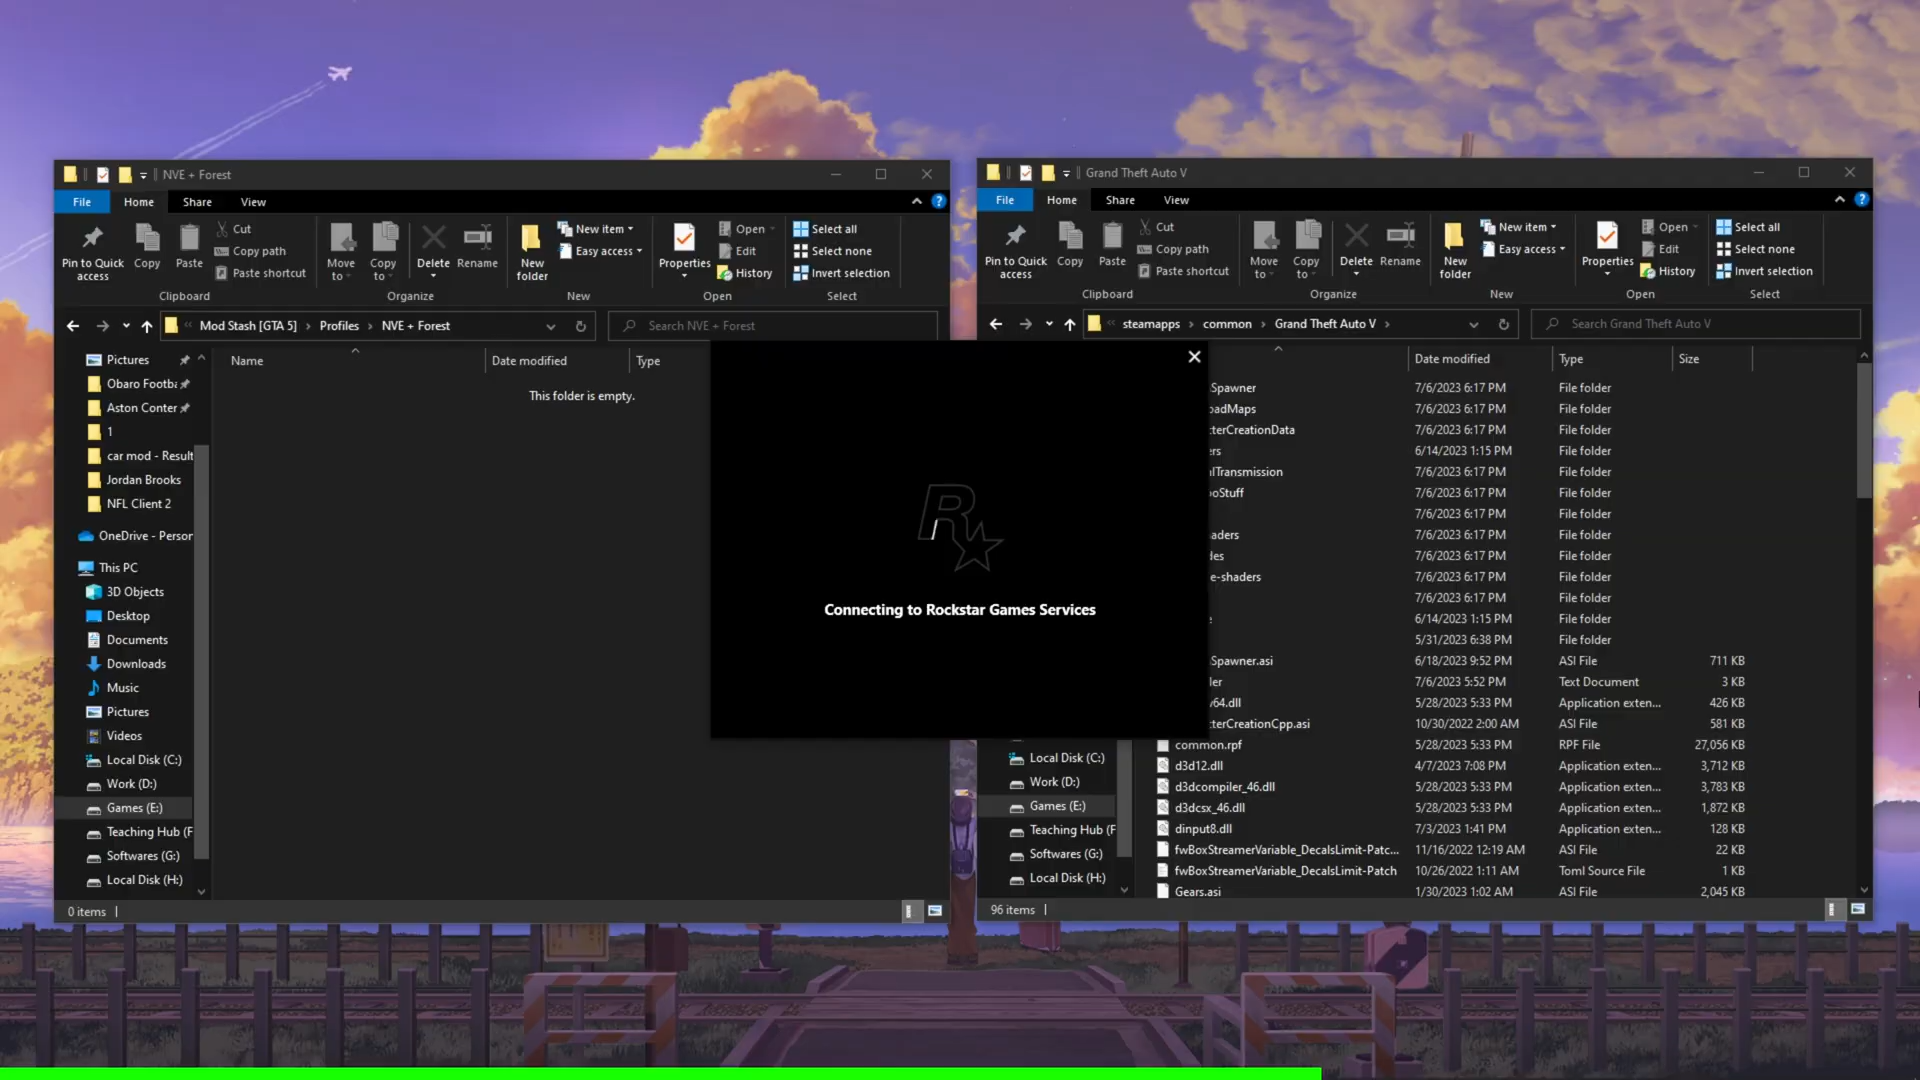 NVE + Forest
File
Home
Share
View
Pin to Quick access
Copy
Paste
Cut
Copy path
Paste shortcut
Move to
Copy to
Delete
Rename
New folder
New item
Easy access
Properties
Open
Edit
History
Select all
Select none
Invert selection
Clipboard
Organize
New
Open
Select
Mod Stash [GTA 5] › Profiles › NVE + Forest
Search NVE + Forest
Name
Date modified
Type
This folder is empty.
Pictures
Obaro Footb
Aston Conter
1
car mod - Result
Jordan Brooks
NFL Client 2
OneDrive - Person
This PC
3D Objects
Desktop
Documents
Downloads
Music
Pictures
Videos
Local Disk (C:)
Work (D:)
Games (E:)
Teaching Hub (F
Softwares (G:)
Local Disk (H:)
0 items
R
Connecting to Rockstar Games Services
Grand Theft Auto V
File
Home
Share
View
Pin to Quick access
Copy
Paste
Cut
Copy path
Paste shortcut
Move to
Copy to
Delete
Rename
New folder
New item
Easy access
Properties
Open
Edit
History
Select all
Select none
Invert selection
Clipboard
Organize
New
Open
Select
steamapps › common › Grand Theft Auto V ›
Search Grand Theft Auto V
Date modified Type Size
Spawner 7/6/2023 6:17 PM File folder
oadMaps 7/6/2023 6:17 PM File folder
cterCreationData 7/6/2023 6:17 PM File folder
ers 6/14/2023 1:15 PM File folder
lTransmission 7/6/2023 6:17 PM File folder
ooStuff 7/6/2023 6:17 PM File folder
7/6/2023 6:17 PM File folder
aders 7/6/2023 6:17 PM File folder
des 7/6/2023 6:17 PM File folder
e-shaders 7/6/2023 6:17 PM File folder
7/6/2023 6:17 PM File folder
e 6/14/2023 1:15 PM File folder
5/31/2023 6:38 PM File folder
Spawner.asi 6/18/2023 9:52 PM ASI File 711 KB
ler 7/6/2023 5:52 PM Text Document 3 KB
v64.dll 5/28/2023 5:33 PM Application exten... 426 KB
cterCreationCpp.asi 10/30/2022 2:00 AM ASI File 581 KB
common.rpf 5/28/2023 5:33 PM RPF File 27,056 KB
d3d12.dll 4/7/2023 7:08 PM Application exten... 3,712 KB
d3dcompiler_46.dll 5/28/2023 5:33 PM Application exten... 3,783 KB
d3dcsx_46.dll 5/28/2023 5:33 PM Application exten... 1,872 KB
dinput8.dll 7/3/2023 1:41 PM Application exten... 128 KB
fwBoxStreamerVariable_DecalsLimit-Patc... 11/16/2022 12:19 AM ASI File 22 KB
fwBoxStreamerVariable_DecalsLimit-Patch 10/26/2022 1:11 AM Toml Source File 1 KB
Gears.asi 1/30/2023 1:02 AM ASI File 2,045 KB
Local Disk (C:)
Work (D:)
Games (E:)
Teaching Hub (F
Softwares (G:)
Local Disk (H:)
96 items